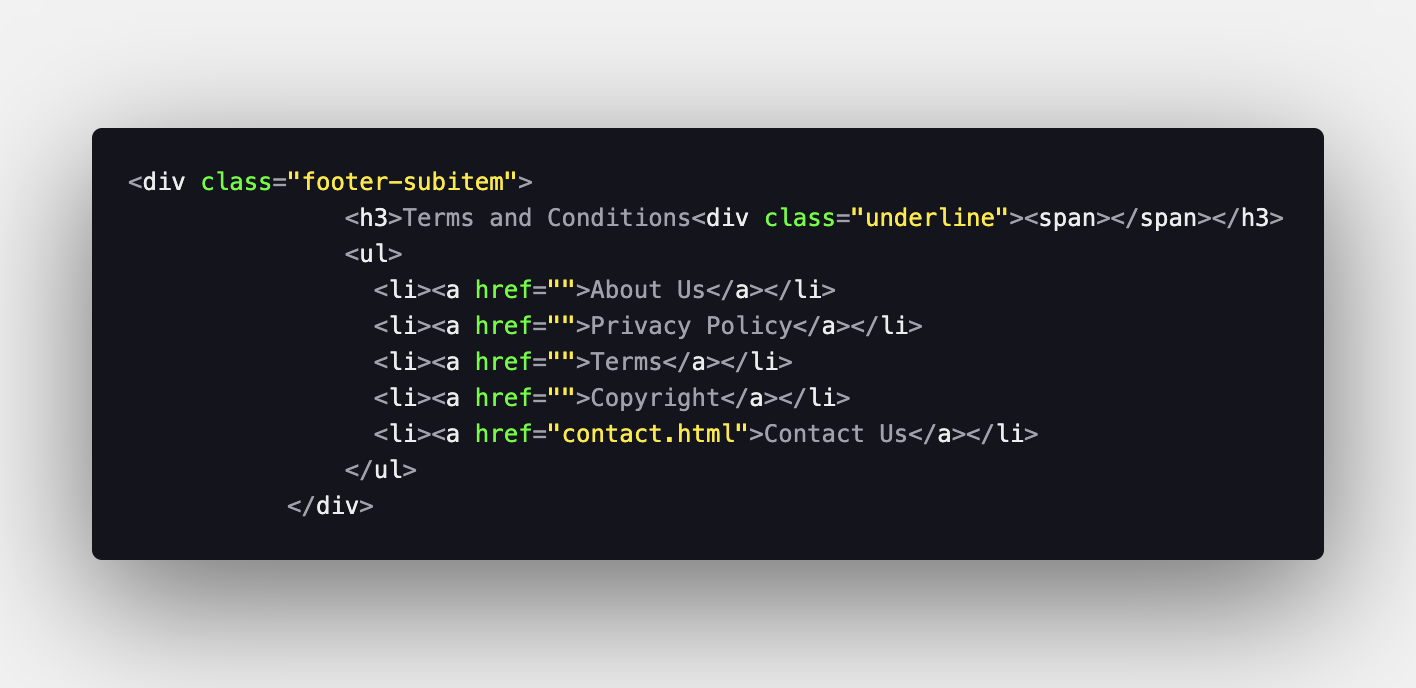 <div class="footer-subitem">
<h3>Terms and Conditions<div class="underline"><span></span></h3>
<ul>
<li><a href="">About Us</a></li>
<li><a href="">Privacy Policy</a></li>
<li><a href="">Terms</a></li>
<li><a href="">Copyright</a></li>
<li><a href="contact.html">Contact Us</a></li>
</ul>
</div>